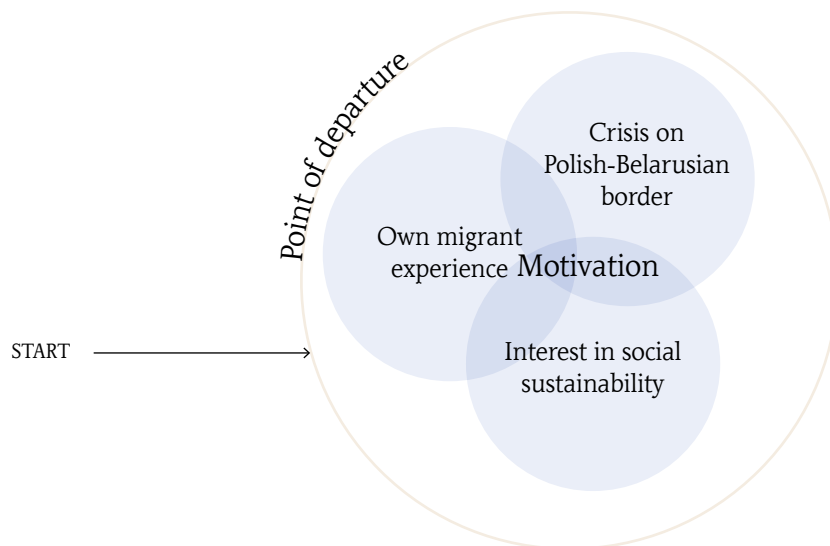 Point of departure
Crisis on
Polish-Belarusian
border
Own migrant
experience
Motivation
START
Interest in social
sustainability